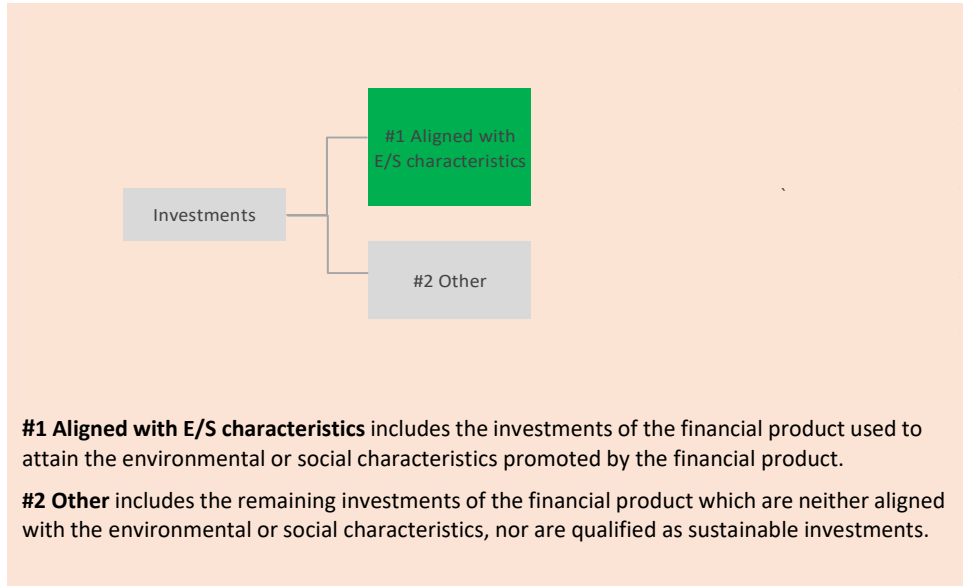 #1 Aligned with
E/S characteristics
`
Investments
#2 Other
#1 Aligned with E/S characteristics includes the investments of the financial product used to
attain the environmental or social characteristics promoted by the financial product.
#2 Other includes the remaining investments of the financial product which are neither aligned
with the environmental or social characteristics, nor are qualified as sustainable investments.